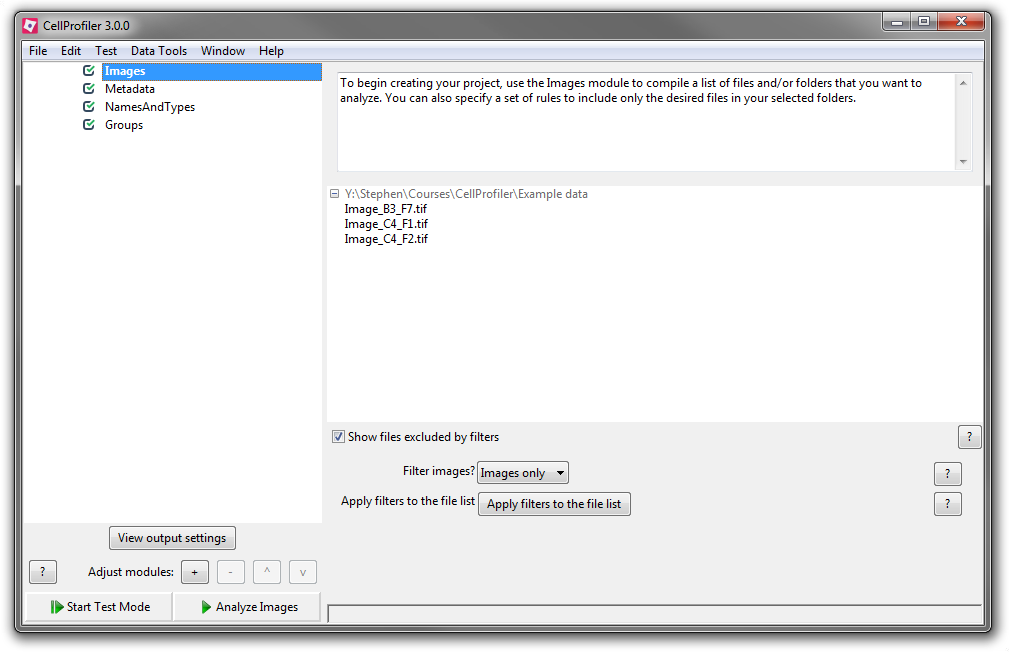 CellProfiler 3.0.0
File Edit Test Data Tools Window Help
Images
Metadata
NamesAndTypes
Groups
To begin creating your project, use the Images module to compile a list of files and/or folders that you want to
analyze. You can also specify a set of rules to include only the desired files in your selected folders.
Y:\Stephen\Courses\CellProfiler\Example data
Image_B3_F7.tif
Image_C4_F1.tif
Image_C4_F2.tif
Show files excluded by filters
?
Filter images? Images only
?
Apply filters to the file list Apply filters to the file list
?
View output settings
? Adjust modules: + - ^ v
Start Test Mode Analyze Images